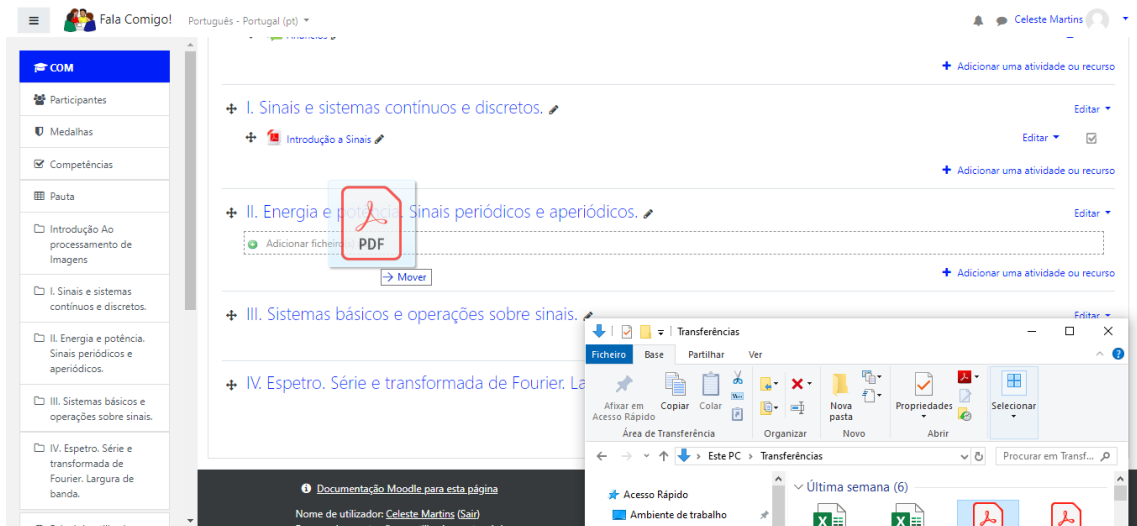 Fala Comigo!
Português - Portugal (pt)
Celeste Martins
COM
Participantes
Medalhas
Competências
Pauta
Introdução Ao
processamento de
Imagens
I. Sinais e sistemas
contínuos e discretos.
II. Energia e potência.
Sinais periódicos e
aperiódicos.
III. Sistemas básicos e
operações sobre sinais.
IV. Espetro. Série e
transformada de
Fourier. Largura de
banda.
Anúncios
Adicionar uma atividade ou recurso
I. Sinais e sistemas contínuos e discretos.
Editar
Introdução a Sinais
Editar
Adicionar uma atividade ou recurso
II. Energia e potência. Sinais periódicos e aperiódicos.
Editar
Adicionar ficheiro
PDF
Mover
Adicionar uma atividade ou recurso
III. Sistemas básicos e operações sobre sinais.
Editar
IV. Espetro. Série e transformada de Fourier. La
Documentação Moodle para esta página
Nome de utilizador: Celeste Martins (Sair)
Transferências
Ficheiro Base Partilhar Ver
Afixar em
Acesso Rápido
Copiar
Colar
Área de Transferência
Organizar
Nova
pasta
Novo
Propriedades
Abrir
Selecionar
Este PC > Transferências
Procurar em Transf...
Acesso Rápido
Ambiente de trabalho
Última semana (6)